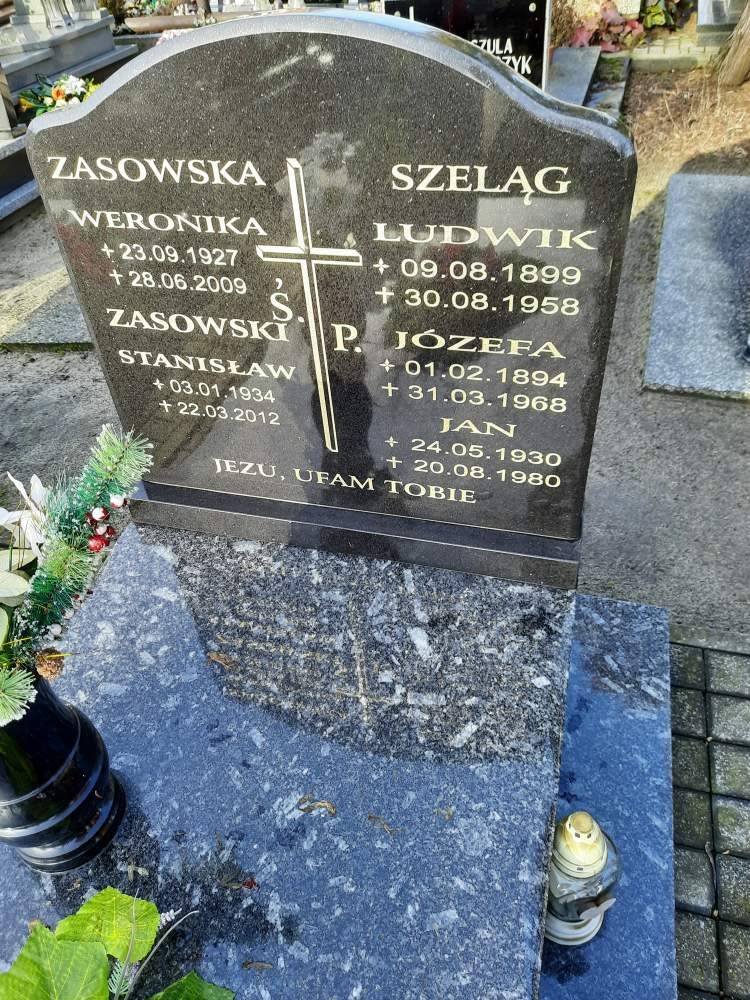 ZASOWSKA
WERONIKA
+ 23.09.1927
+ 28.06.2009
ZASOWSKI
STANISŁAW
+ 03.01.1934
+ 22.03.2012
Ś.
P.
SZELĄG
LUDWIK
+ 09.08.1899
+ 30.08.1958
JÓZEFA
+ 01.02.1894
+ 31.03.1968
JAN
+ 24.05.1930
+ 20.08.1980
JEZU, UFAM TOBIE